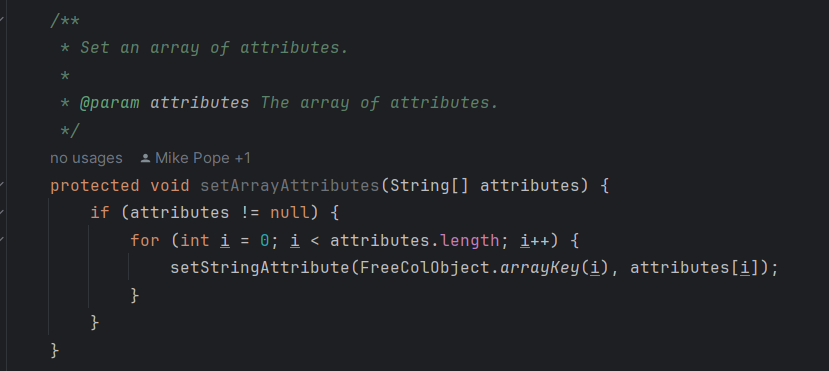 /**
 * Set an array of attributes.
 *
 * @param attributes The array of attributes.
 */
no usages Mike Pope +1
protected void setArrayAttributes(String[] attributes) {
    if (attributes != null) {
        for (int i = 0; i < attributes.length; i++) {
            setStringAttribute(FreeColObject.arrayKey(i), attributes[i]);
        }
    }
}